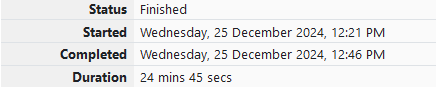 Status Finished
Started Wednesday, 25 December 2024, 12:21 PM
Completed Wednesday, 25 December 2024, 12:46 PM
Duration 24 mins 45 secs